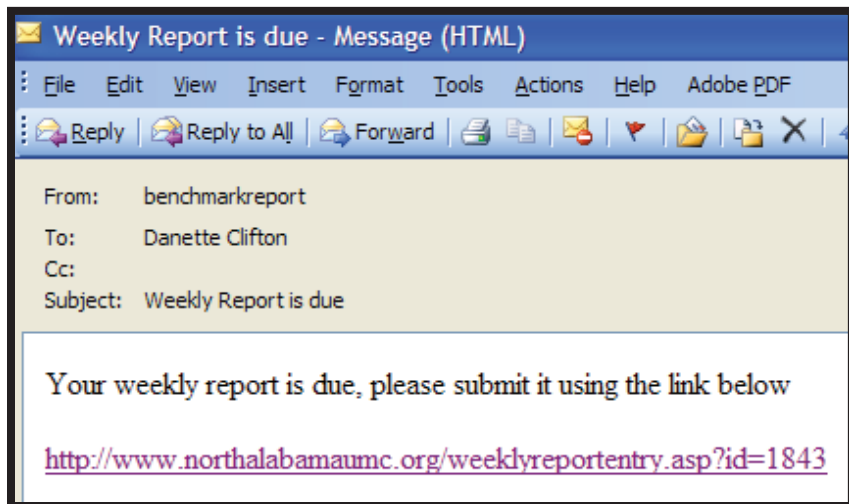 Weekly Report is due - Message (HTML)
File Edit View Insert Format Tools Actions Help Adobe PDF
Reply Reply to All Forward
From: benchmarkreport
To: Danette Clifton
Cc:
Subject: Weekly Report is due
Your weekly report is due, please submit it using the link below
http://www.northalabamaumc.org/weeklyreportentry.asp?id=1843